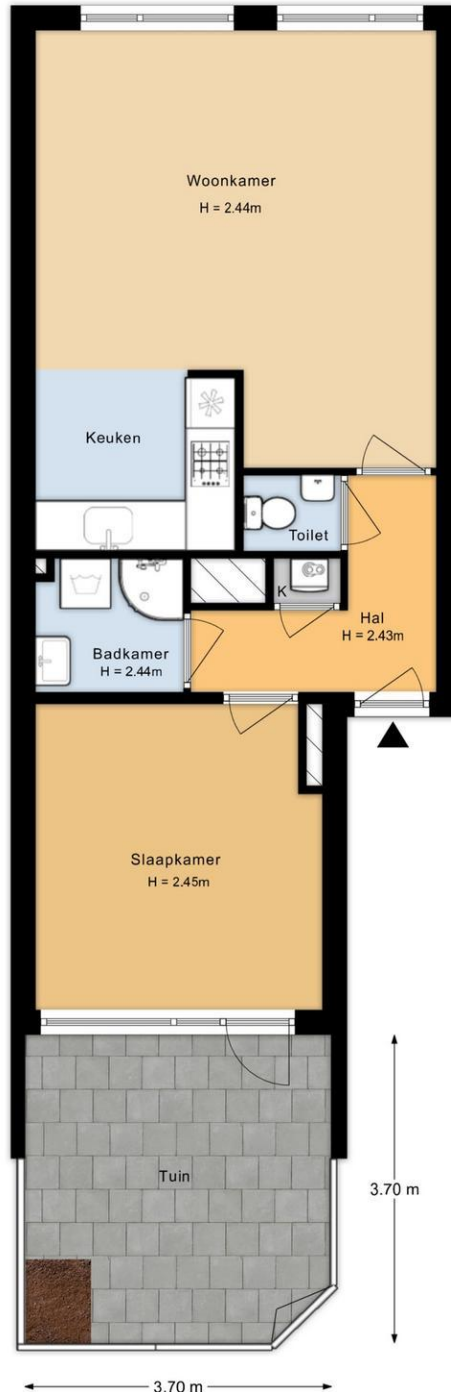 Woonkamer
H = 2.44m
Keuken
Toilet
K
Hal
H = 2.43m
Badkamer
H = 2.44m
Slaapkamer
H = 2.45m
Tuin
3.70 m
3.70 m